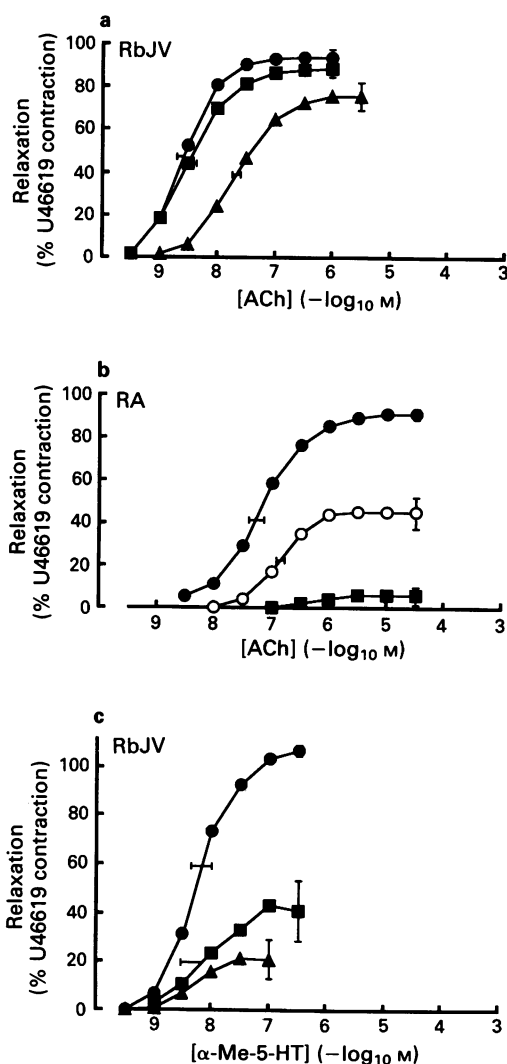 a
RbJV
Relaxation
(% U46619 contraction)
100
80
60
40
20
0
9 8 7 6 5 4 3
[ACh] (−log₁₀ M)
b
RA
Relaxation
(% U46619 contraction)
100
80
60
40
20
0
9 8 7 6 5 4 3
[ACh] (−log₁₀ M)
c
RbJV
Relaxation
(% U46619 contraction)
100
80
60
40
20
0
9 8 7 6 5 4 3
[α-Me-5-HT] (−log₁₀ M)